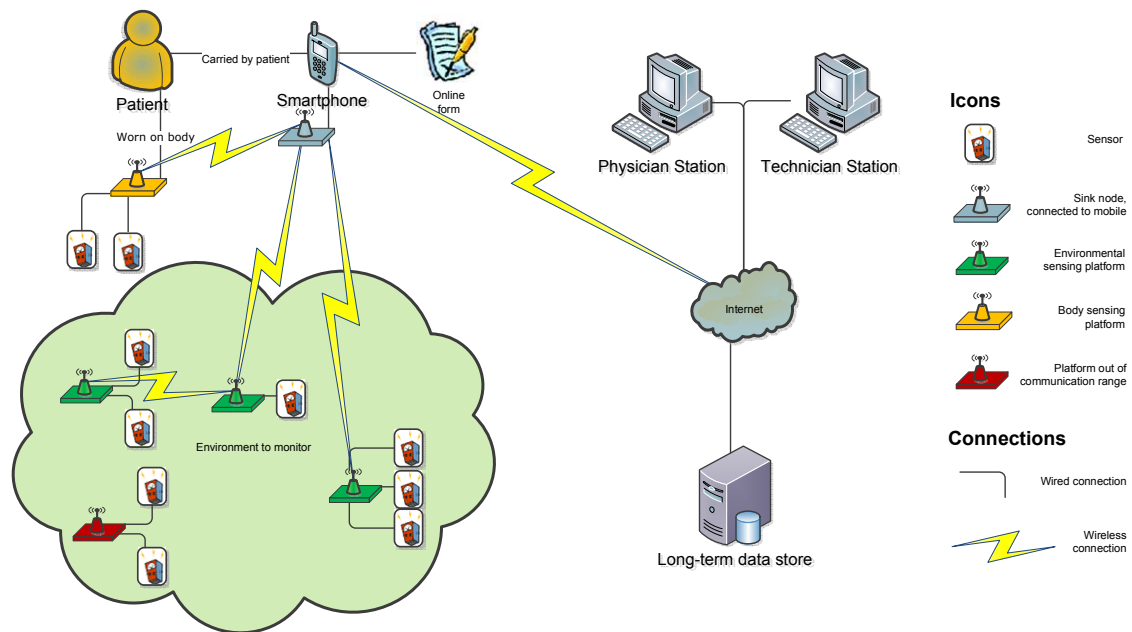 Carried by patient
Patient
Smartphone
Online
form
Worn on body
Physician Station
Technician Station
Internet
Environment to monitor
Long-term data store
Icons
Sensor
Sink node,
connected to mobile
Environmental
sensing platform
Body sensing
platform
Platform out of
communication range
Connections
Wired connection
Wireless
connection